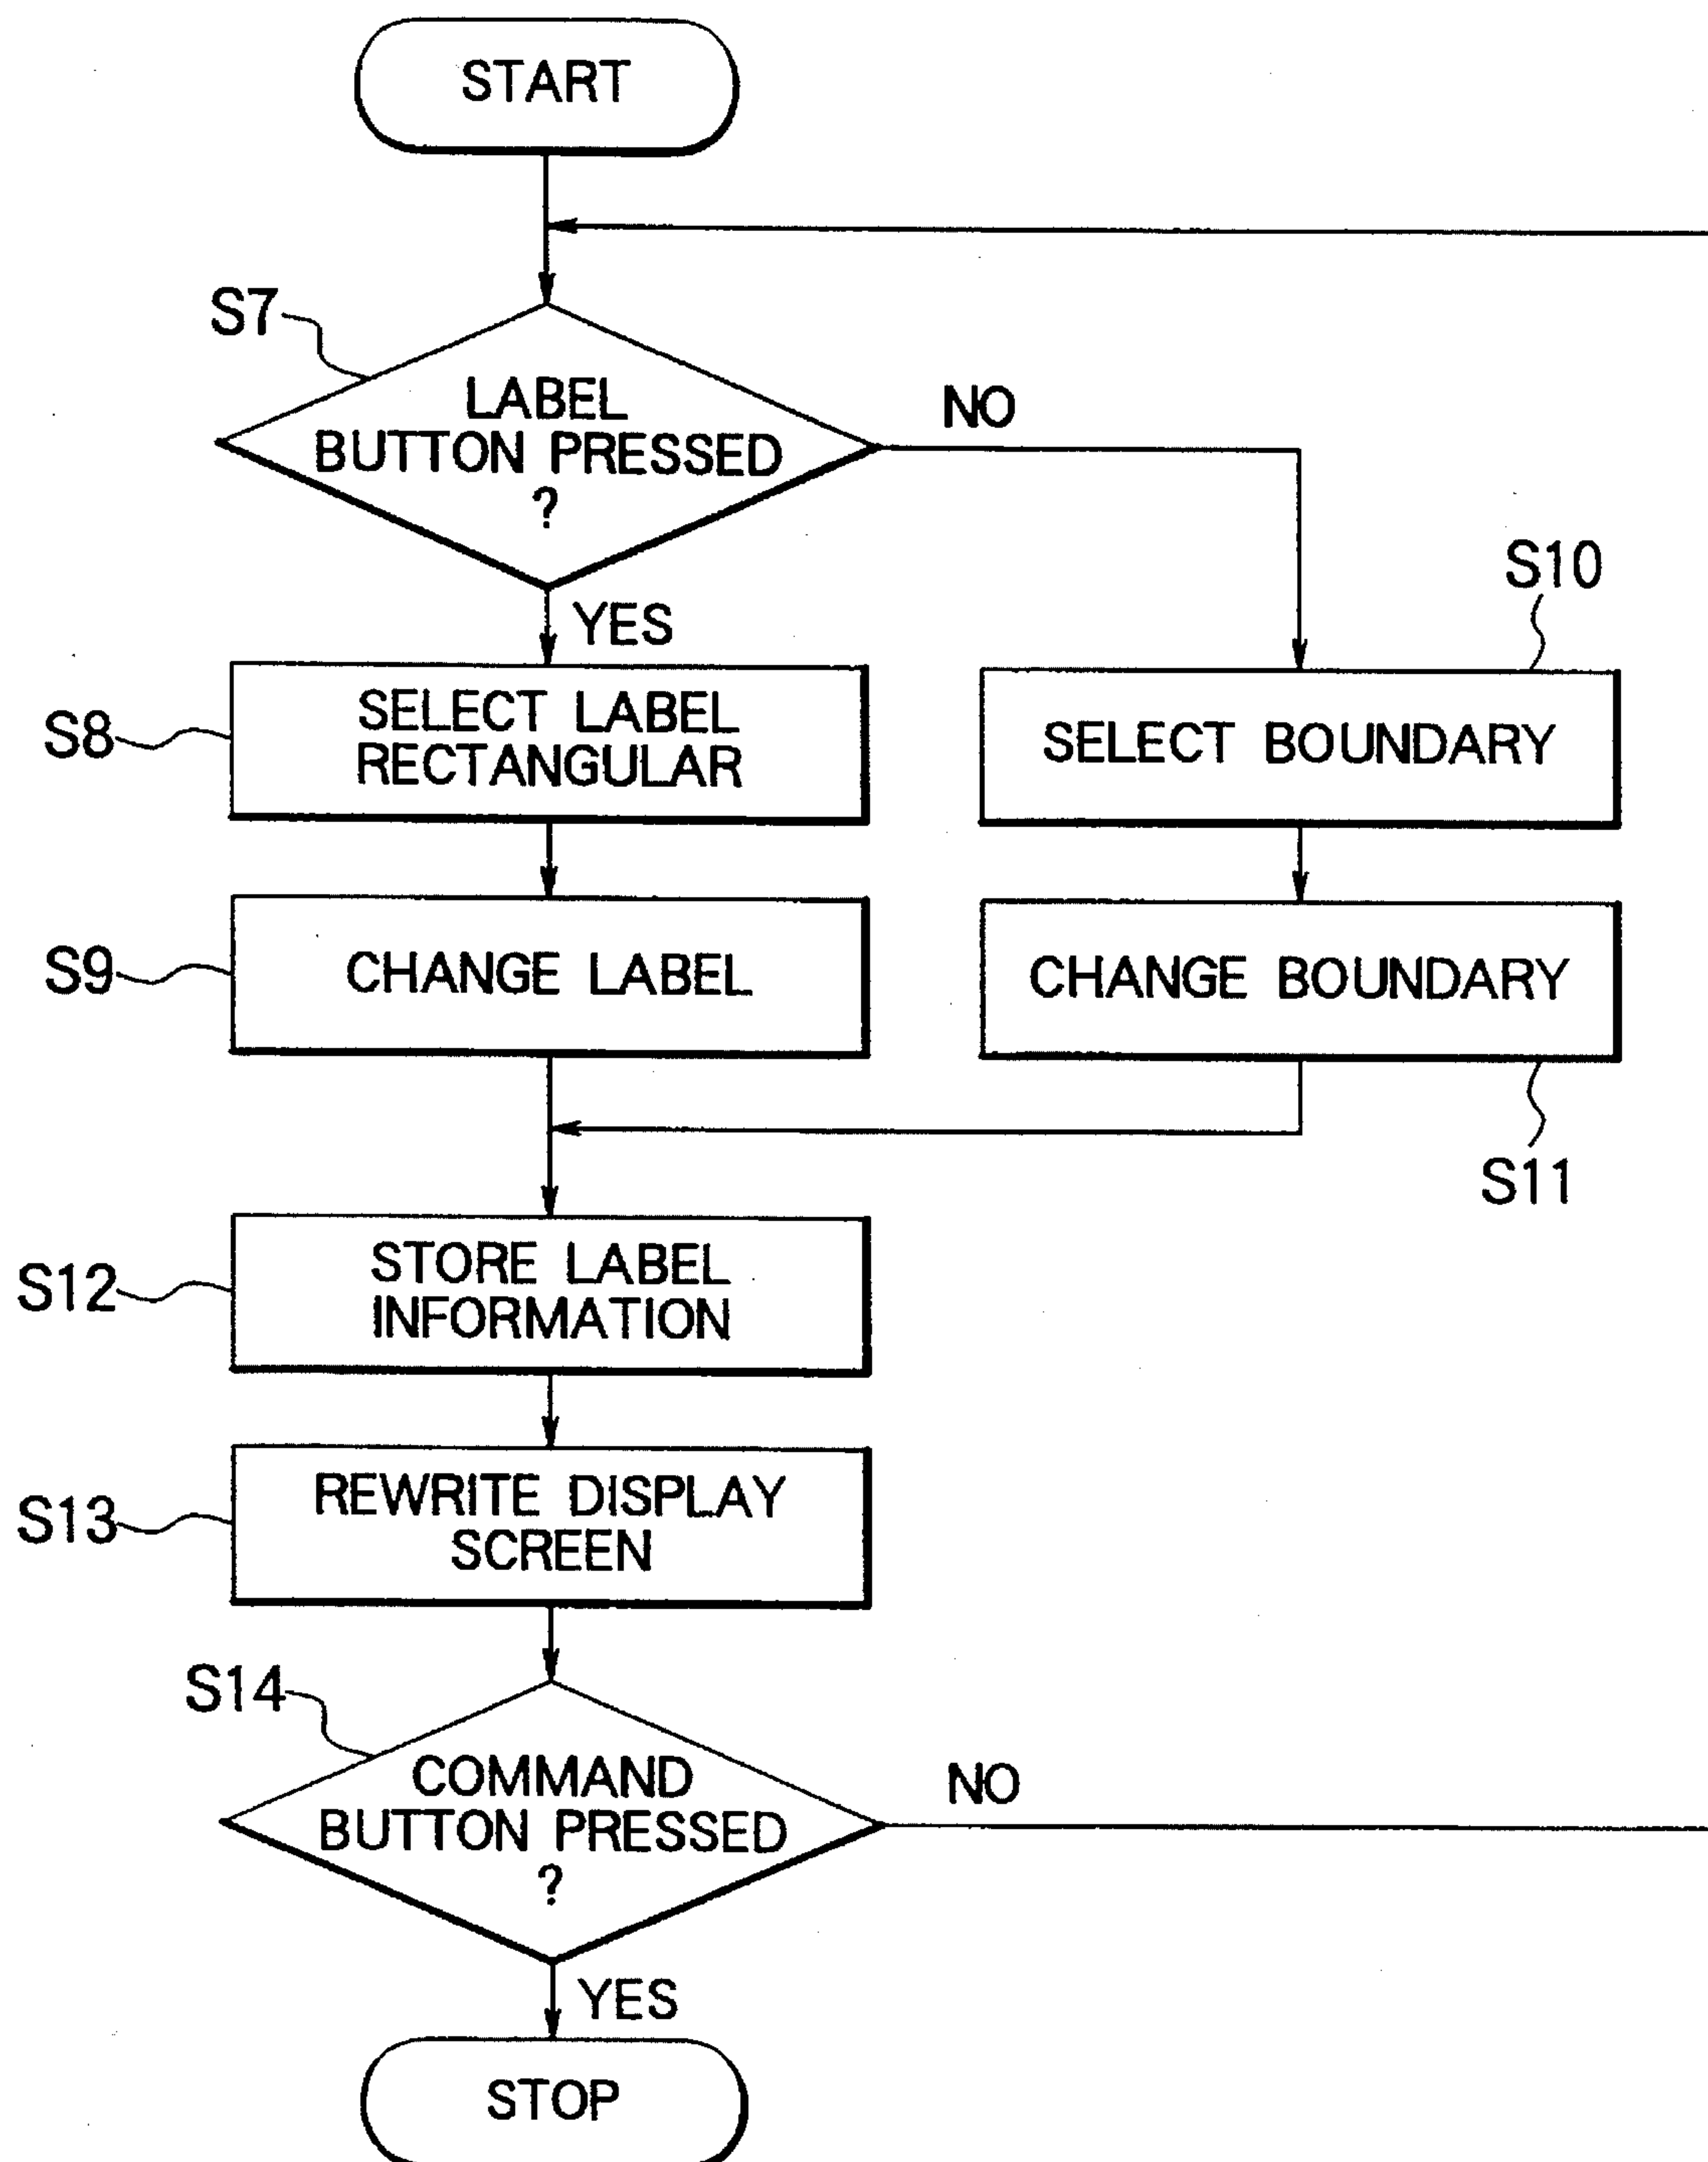 START
S7
LABEL
BUTTON PRESSED
?
NO
YES
S10
S8
SELECT LABEL
RECTANGULAR
SELECT BOUNDARY
S9
CHANGE LABEL
CHANGE BOUNDARY
S11
S12
STORE LABEL
INFORMATION
S13
REWRITE DISPLAY
SCREEN
S14
COMMAND
BUTTON PRESSED
?
NO
YES
STOP